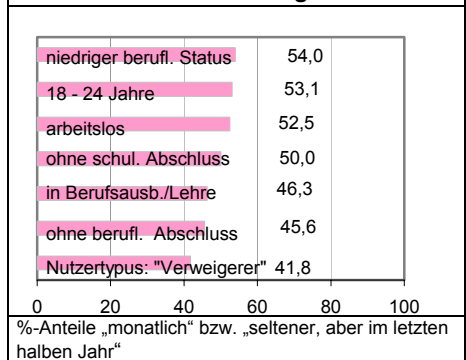 niedriger berufl. Status 54,0
18 - 24 Jahre 53,1
arbeitslos 52,5
ohne schul. Abschluss 50,0
in Berufsausb./Lehre 46,3
ohne berufl. Abschluss 45,6
Nutzertypus: "Verweigerer" 41,8
0 20 40 60 80 100
%-Anteile „monatlich“ bzw. „seltener, aber im letzten
halben Jahr“